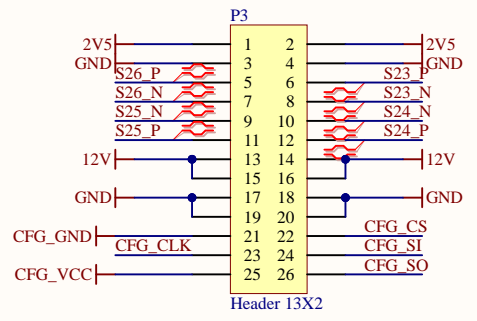 P3
2V5 1 2 2V5
GND 3 4 GND
S26_P 5 6 S23_P
S26_N 7 8 S23_N
S25_N 9 10 S24_N
S25_P 11 12 S24_P
12V 13 14 12V
15 16
GND 17 18 GND
19 20
CFG_GND 21 22 CFG_CS
CFG_CLK 23 24 CFG_SI
CFG_VCC 25 26 CFG_SO
Header 13X2